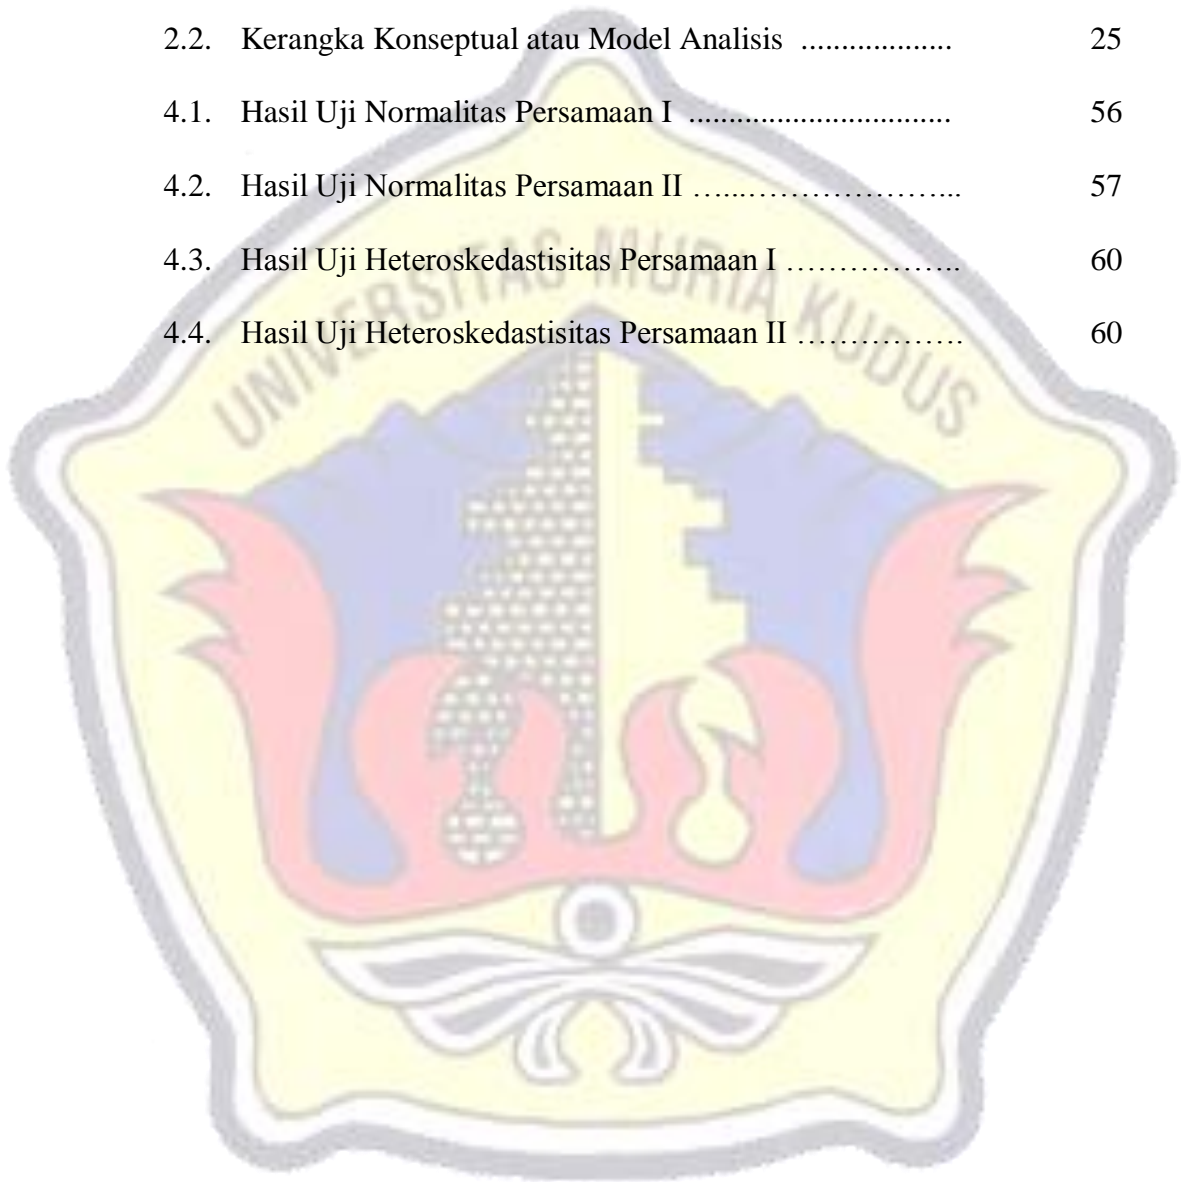 2.2. Kerangka Konseptual atau Model Analisis ................... 25
4.1. Hasil Uji Normalitas Persamaan I ................................ 56
4.2. Hasil Uji Normalitas Persamaan II …...…………………... 57
4.3. Hasil Uji Heteroskedastisitas Persamaan I …………….. 60
4.4. Hasil Uji Heteroskedastisitas Persamaan II ……………. 60
UNIVERSITAS MURIA KUDUS